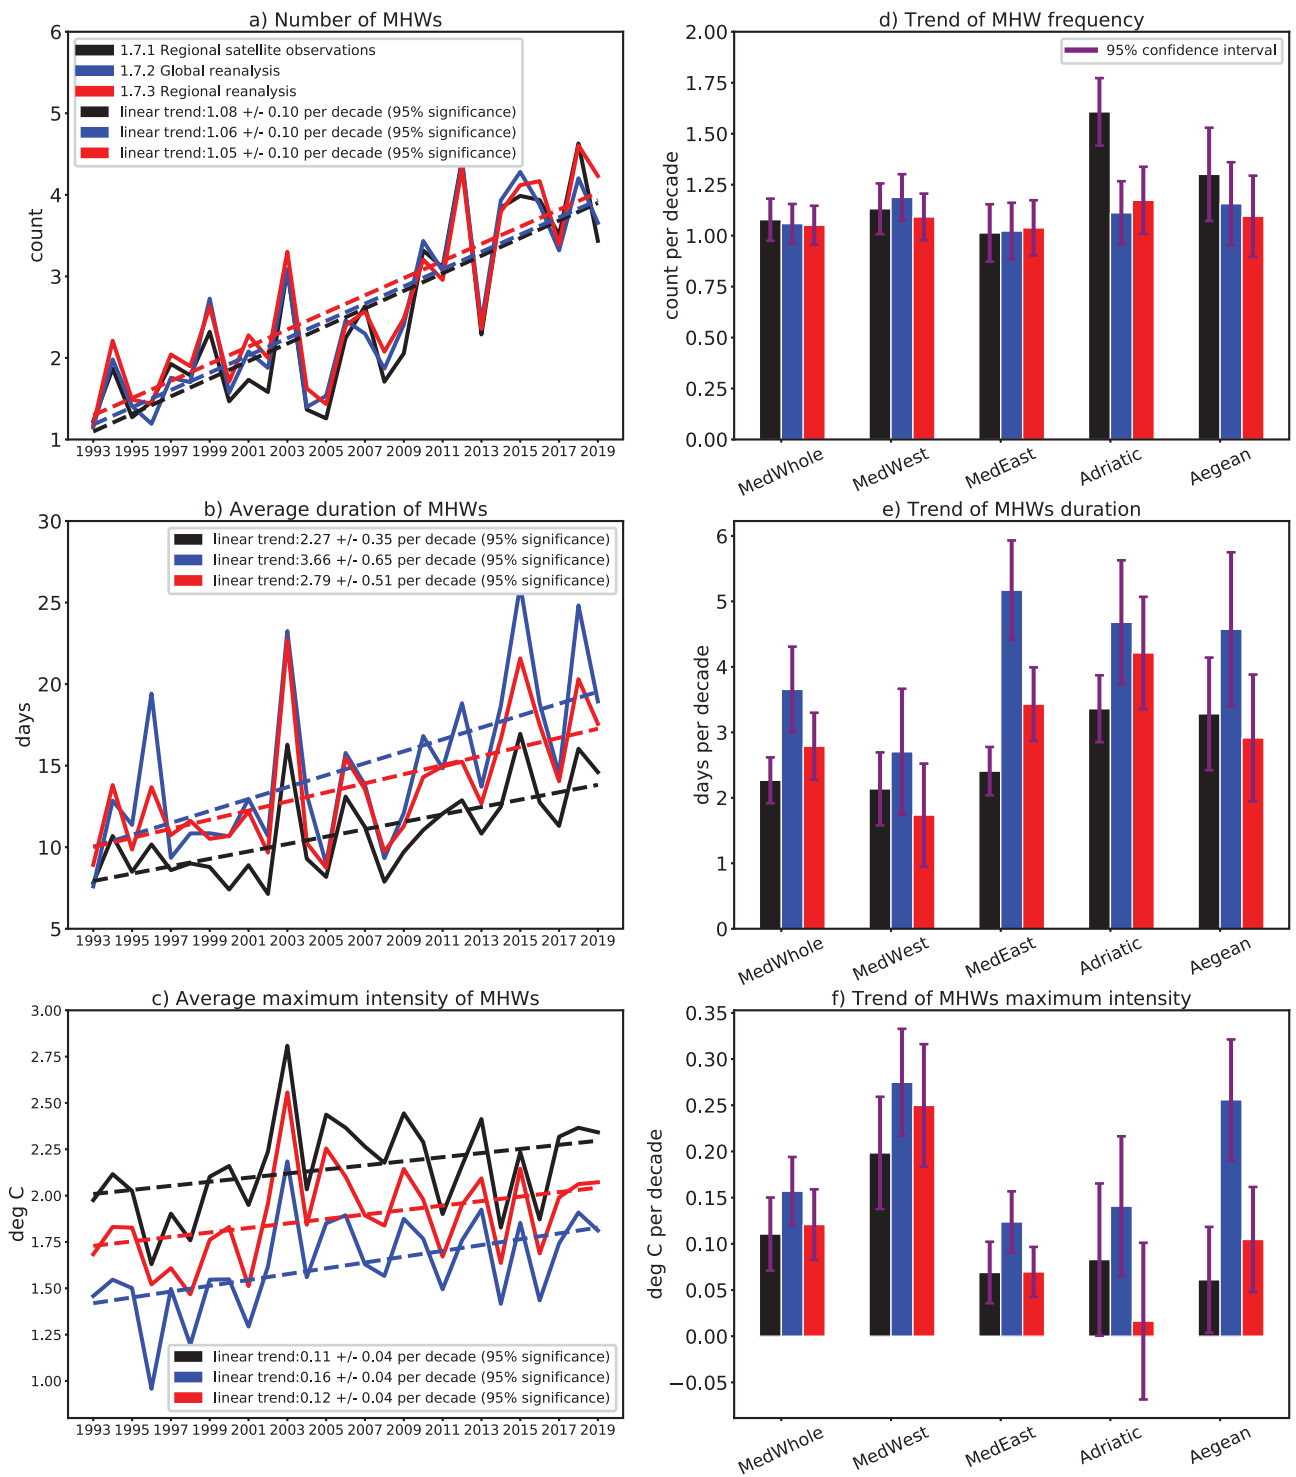 a) Number of MHWs
6
5
4
3
2
1
count
1.7.1 Regional satellite observations
1.7.2 Global reanalysis
1.7.3 Regional reanalysis
linear trend:1.08 +/- 0.10 per decade (95% significance)
linear trend:1.06 +/- 0.10 per decade (95% significance)
linear trend:1.05 +/- 0.10 per decade (95% significance)
1993 1995 1997 1999 2001 2003 2005 2007 2009 2011 2013 2015 2017 2019
d) Trend of MHW frequency
2.00
1.75
1.50
1.25
1.00
0.75
0.50
0.25
0.00
count per decade
95% confidence interval
MedWhole MedWest MedEast Adriatic Aegean
b) Average duration of MHWs
30
25
20
15
10
5
days
linear trend:2.27 +/- 0.35 per decade (95% significance)
linear trend:3.66 +/- 0.65 per decade (95% significance)
linear trend:2.79 +/- 0.51 per decade (95% significance)
1993 1995 1997 1999 2001 2003 2005 2007 2009 2011 2013 2015 2017 2019
e) Trend of MHWs duration
6
5
4
3
2
1
0
days per decade
MedWhole MedWest MedEast Adriatic Aegean
c) Average maximum intensity of MHWs
3.00
2.75
2.50
2.25
2.00
1.75
1.50
1.25
1.00
deg C
linear trend:0.11 +/- 0.04 per decade (95% significance)
linear trend:0.16 +/- 0.04 per decade (95% significance)
linear trend:0.12 +/- 0.04 per decade (95% significance)
1993 1995 1997 1999 2001 2003 2005 2007 2009 2011 2013 2015 2017 2019
f) Trend of MHWs maximum intensity
0.35
0.30
0.25
0.20
0.15
0.10
0.05
0.00
−0.05
deg C per decade
MedWhole MedWest MedEast Adriatic Aegean